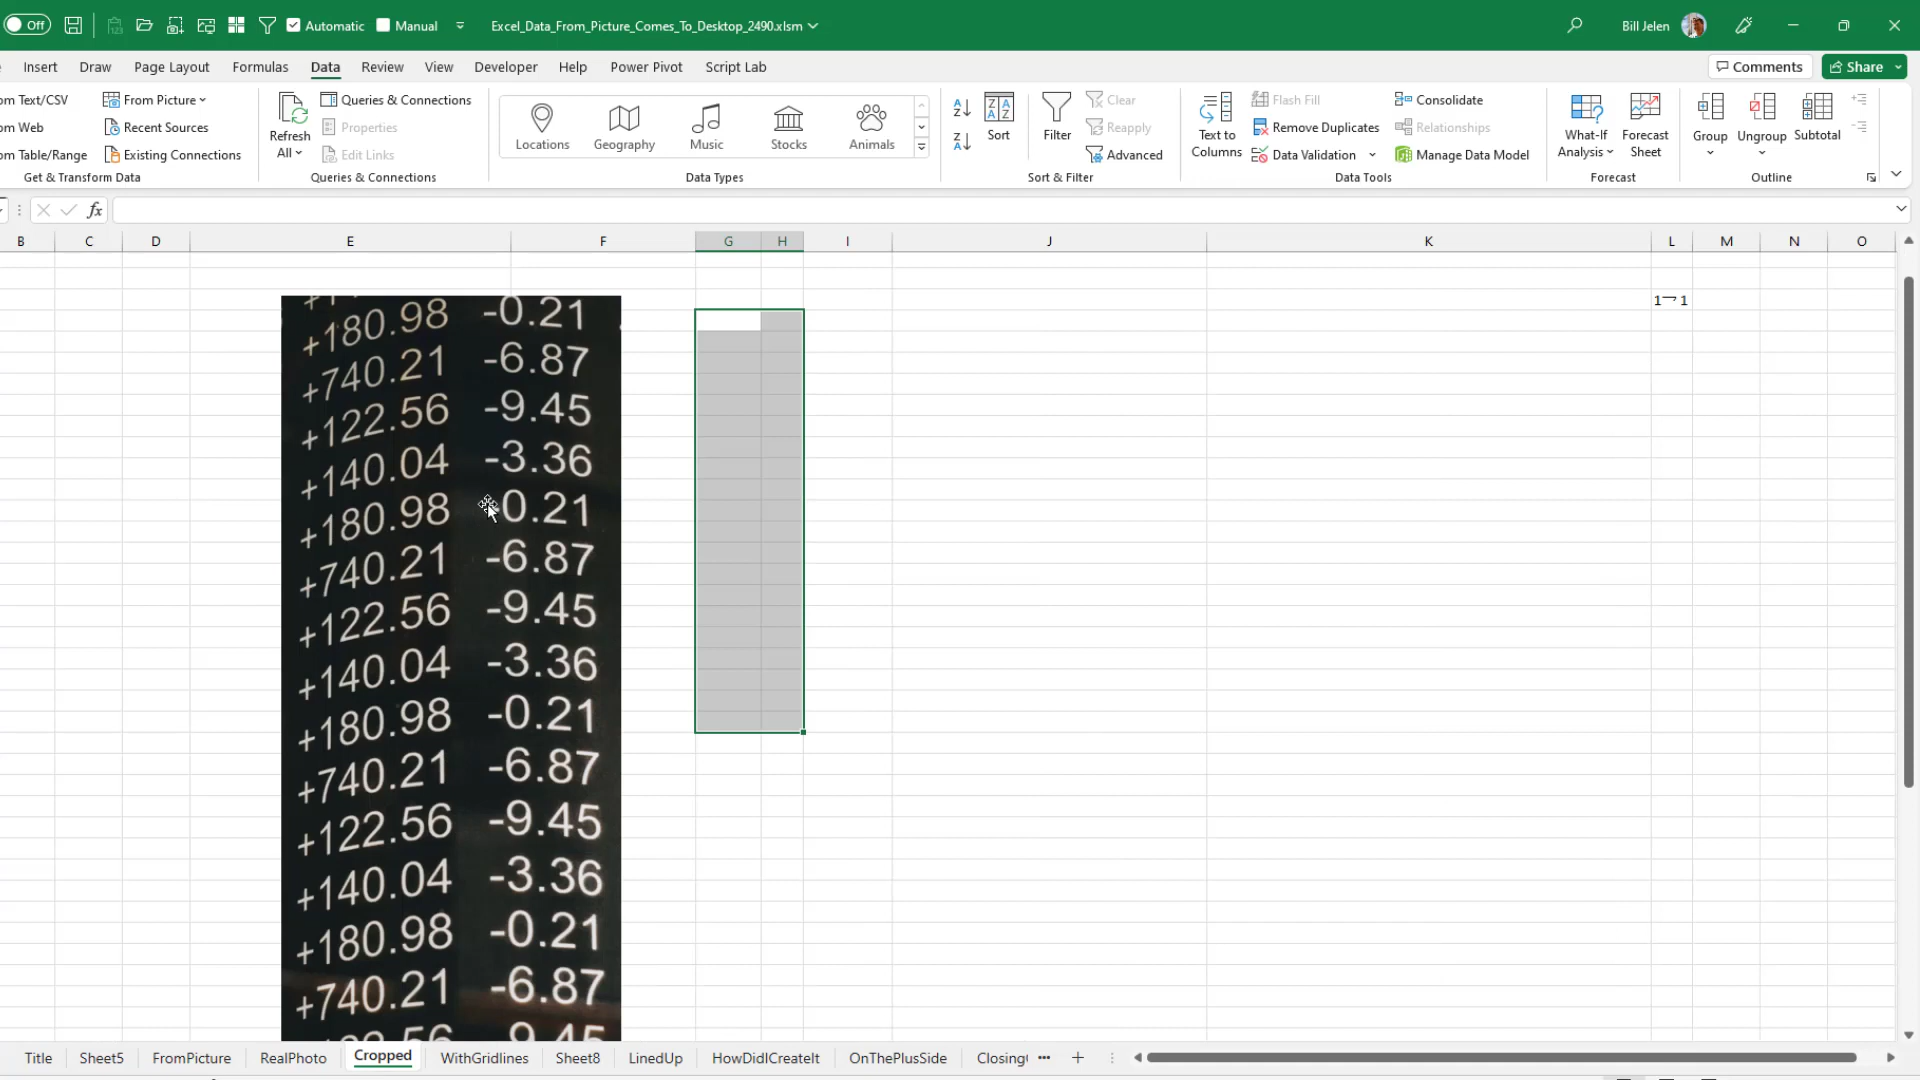 Off Automatic Manual Excel_Data_From_Picture_Comes_To_Desktop_2490.xlsm Bill Jelen
Insert Draw Page Layout Formulas Data Review View Developer Help Power Pivot Script Lab Comments Share
om Text/CSV From Picture
om Web Recent Sources
om Table/Range Existing Connections
Get & Transform Data
Refresh All
Queries & Connections
Properties
Edit Links
Queries & Connections
Locations Geography Music Stocks Animals
Data Types
Sort Filter
Clear
Reapply
Advanced
Sort & Filter
Text to Columns
Flash Fill Consolidate
Remove Duplicates Relationships
Data Validation Manage Data Model
Data Tools
What-If Analysis Forecast Sheet
Forecast
Group Ungroup Subtotal
Outline
fx
B C D E F G H I J K L M N O
+180.98 -0.21
+740.21 -6.87
+122.56 -9.45
+140.04 -3.36
+180.98 0.21
+740.21 -6.87
+122.56 -9.45
+140.04 -3.36
+180.98 -0.21
+740.21 -6.87
+122.56 -9.45
+140.04 -3.36
+180.98 -0.21
+740.21 -6.87
Title Sheet5 FromPicture RealPhoto Cropped WithGridlines Sheet8 LinedUp HowDidICreateIt OnThePlusSide